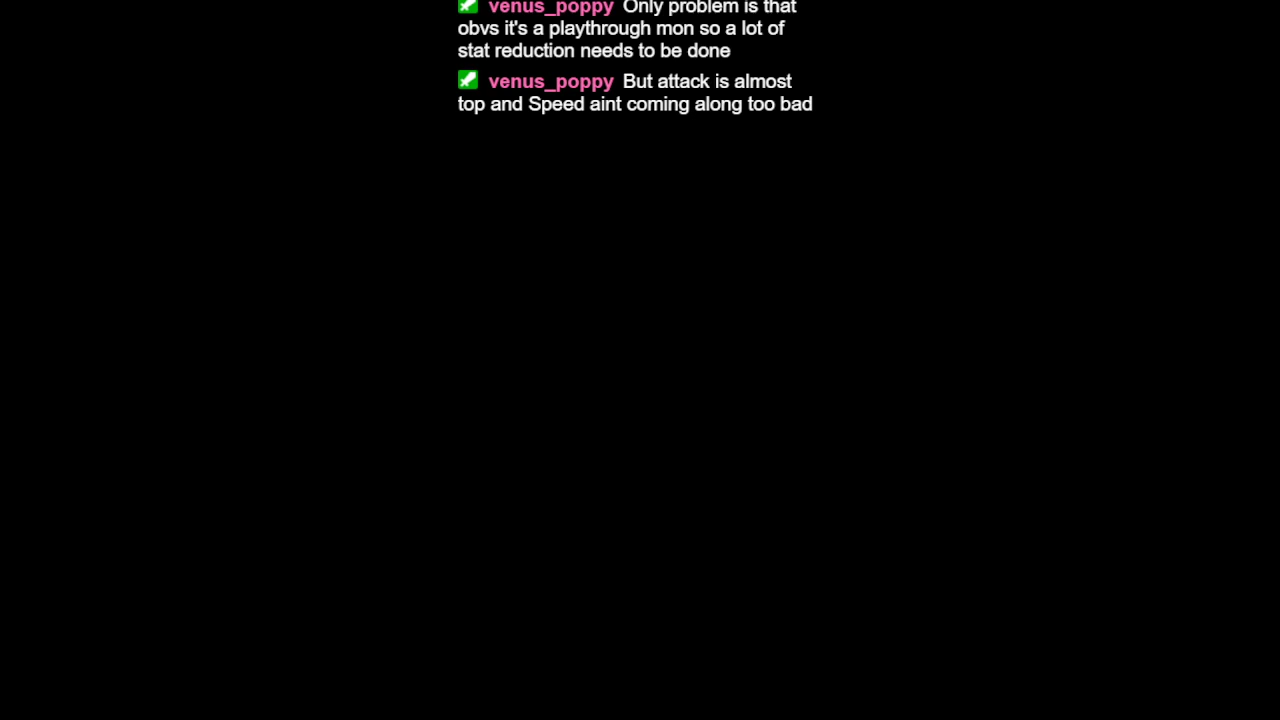 venus_poppy Only problem is that
obvs it's a playthrough mon so a lot of
stat reduction needs to be done
venus_poppy But attack is almost
top and Speed aint coming along too bad